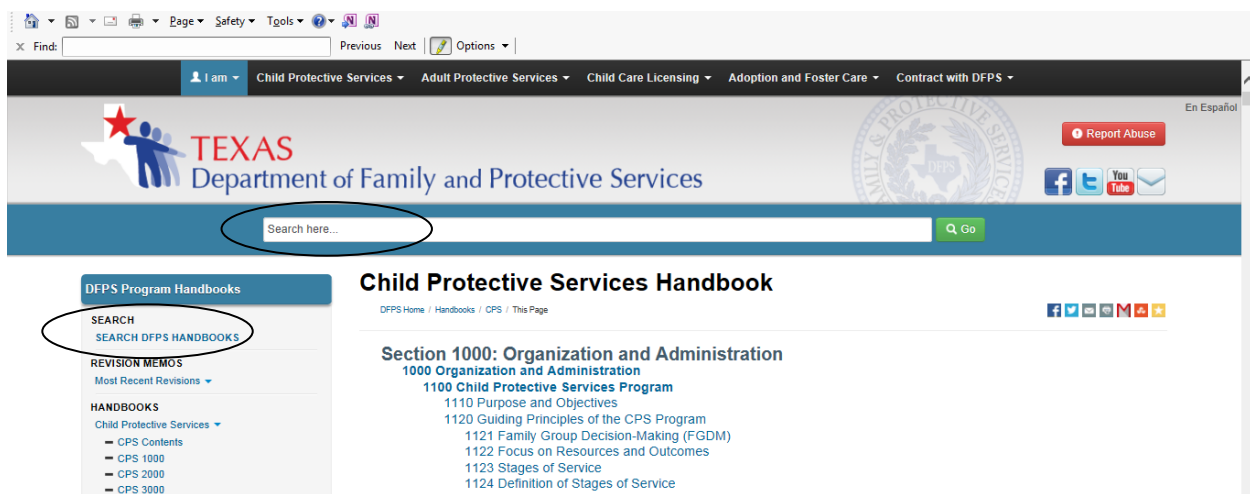 Page Safety Tools
x Find: Previous Next Options
I am Child Protective Services Adult Protective Services Child Care Licensing Adoption and Foster Care Contract with DFPS
En Español
TEXAS
Department of Family and Protective Services
FAMILY & PROTECTIVE SERVICES
DFPS
Report Abuse
You
Tube
Search here...
Go
DFPS Program Handbooks
SEARCH
SEARCH DFPS HANDBOOKS
REVISION MEMOS
Most Recent Revisions
HANDBOOKS
Child Protective Services
CPS Contents
CPS 1000
CPS 2000
CPS 3000
Child Protective Services Handbook
DFPS Home / Handbooks / CPS / This Page
Section 1000: Organization and Administration
1000 Organization and Administration
1100 Child Protective Services Program
1110 Purpose and Objectives
1120 Guiding Principles of the CPS Program
1121 Family Group Decision-Making (FGDM)
1122 Focus on Resources and Outcomes
1123 Stages of Service
1124 Definition of Stages of Service